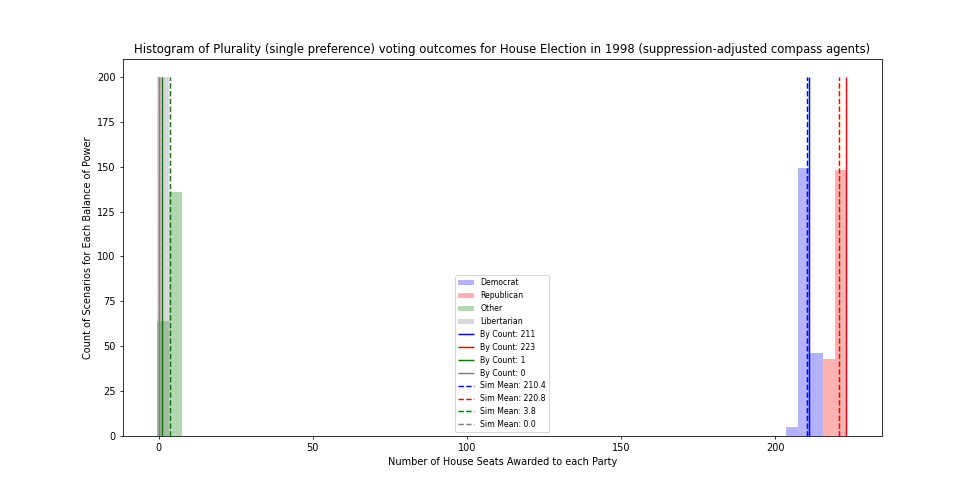 Histogram of Plurality (single preference) voting outcomes for House Election in 1998 (suppression-adjusted compass agents)
Count of Scenarios for Each Balance of Power
200
175
150
125
100
75
50
25
0
Democrat
Republican
Other
Libertarian
By Count: 211
By Count: 223
By Count: 1
By Count: 0
Sim Mean: 210.4
Sim Mean: 220.8
Sim Mean: 3.8
Sim Mean: 0.0
0 50 100 150 200
Number of House Seats Awarded to each Party